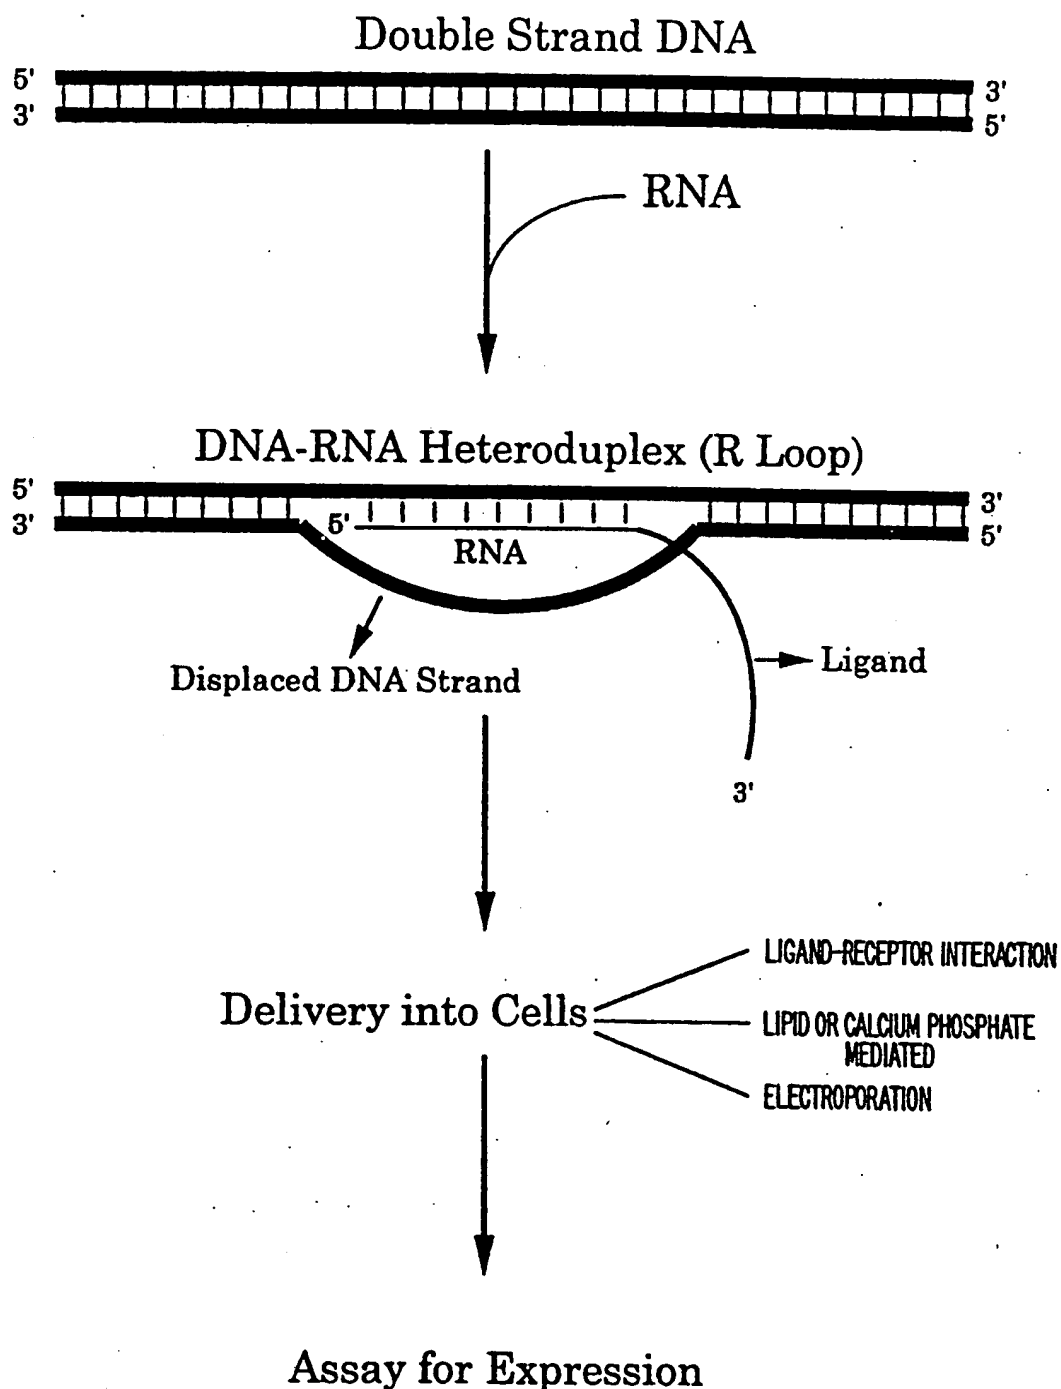 Double Strand DNA
5' 3'
3' 5'
RNA
DNA-RNA Heteroduplex (R Loop)
5' 3'
3' 5' 5'
RNA
Displaced DNA Strand
Ligand
3'
LIGAND-RECEPTOR INTERACTION
Delivery into Cells
LIPID OR CALCIUM PHOSPHATE
MEDIATED
ELECTROPORATION
Assay for Expression